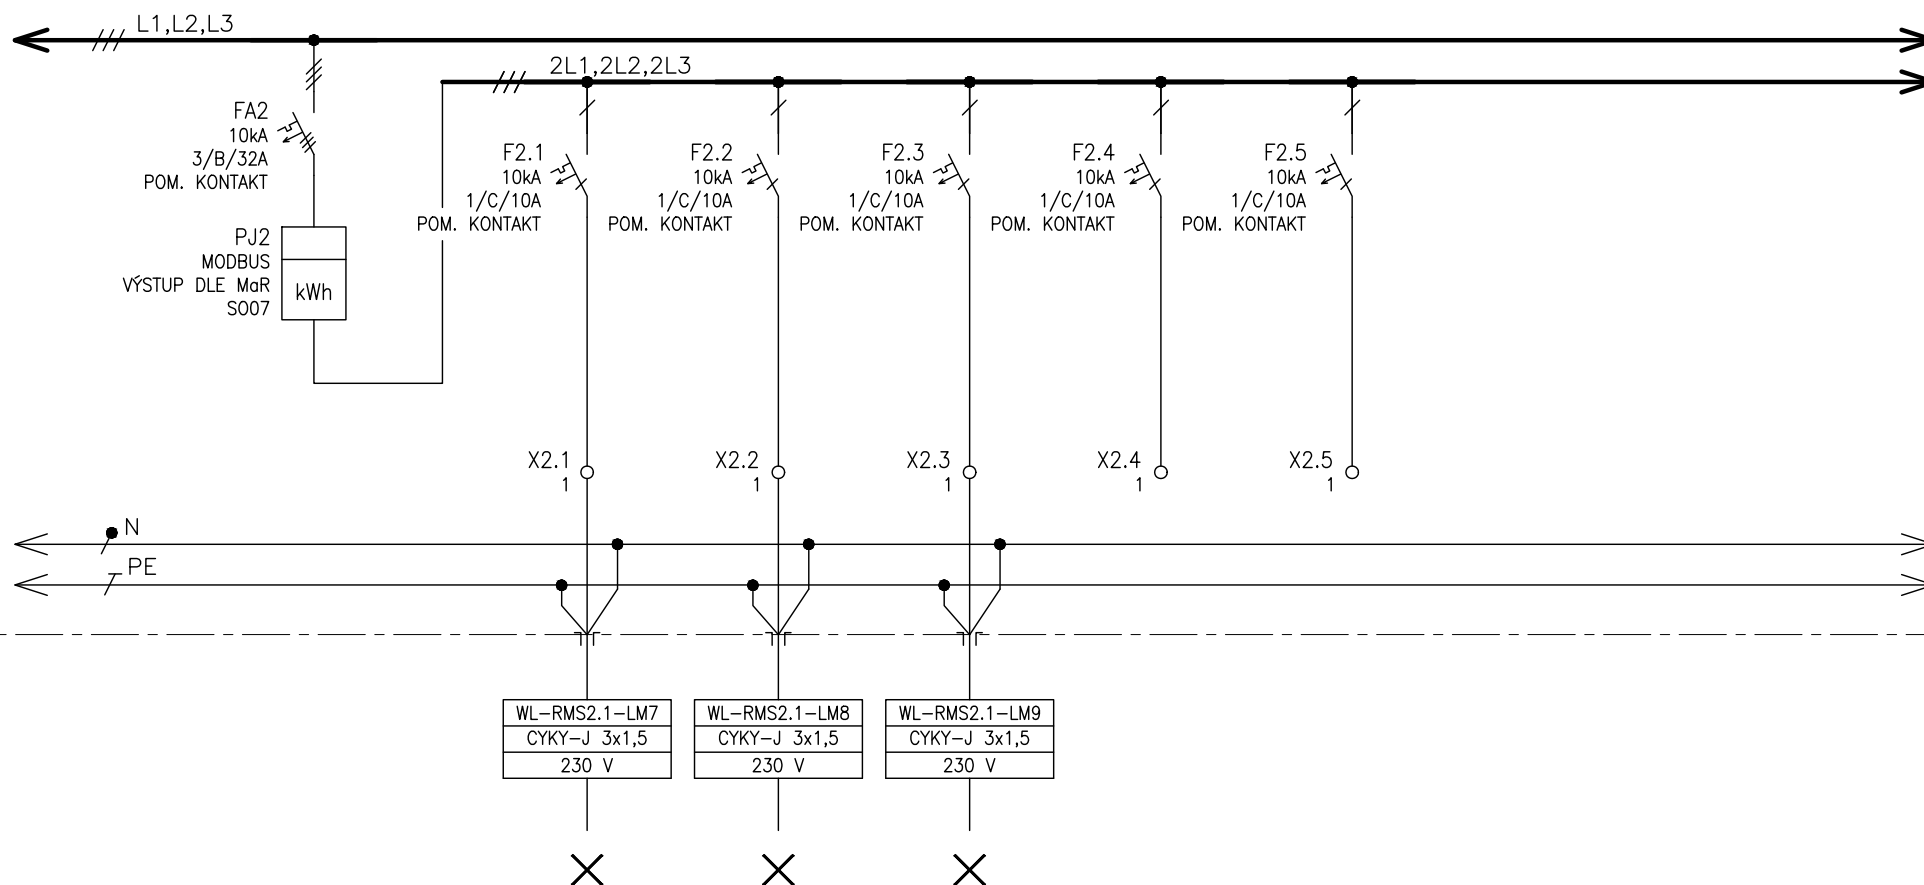 L1,L2,L3
2L1,2L2,2L3
FA2
10kA
3/B/32A
POM. KONTAKT
F2.1
10kA
1/C/10A
POM. KONTAKT
F2.2
10kA
1/C/10A
POM. KONTAKT
F2.3
10kA
1/C/10A
POM. KONTAKT
F2.4
10kA
1/C/10A
POM. KONTAKT
F2.5
10kA
1/C/10A
POM. KONTAKT
PJ2
MODBUS
VÝSTUP DLE MaR
SO07
kWh
X2.1
1
X2.2
1
X2.3
1
X2.4
1
X2.5
1
N
PE
WL-RMS2.1-LM7
CYKY-J 3x1,5
230 V
WL-RMS2.1-LM8
CYKY-J 3x1,5
230 V
WL-RMS2.1-LM9
CYKY-J 3x1,5
230 V